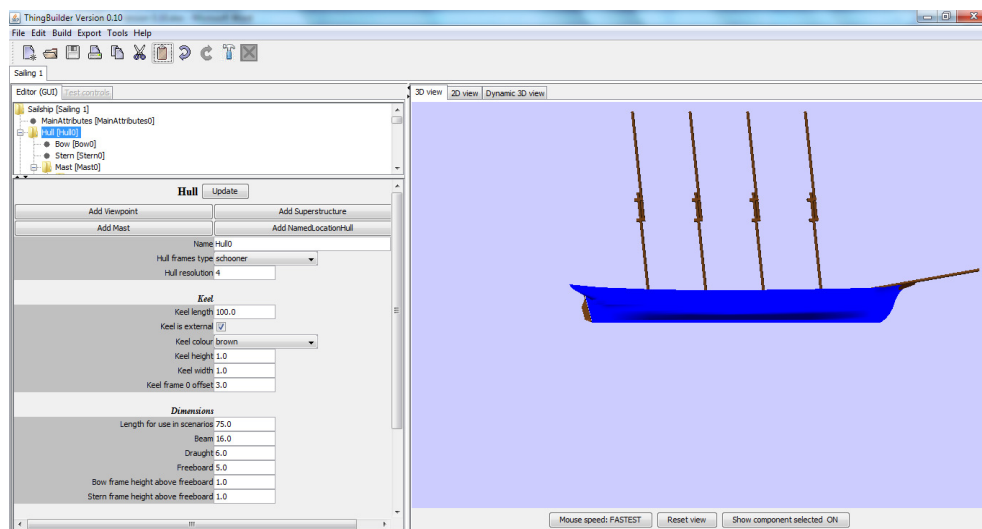 ThingBuilder Version 0.10
File Edit Build Export Tools Help
Sailing 1
Editor (GUI) Test controls
Sailship [Sailing 1]
MainAttributes [MainAttributes0]
Hull [Hull0]
Bow [Bow0]
Stern [Stern0]
Mast [Mast0]
Hull Update
Add Viewpoint Add Superstructure
Add Mast Add NamedLocationHull
Name Hull0
Hull frames type schooner
Hull resolution 4
Keel
Keel length 100.0
Keel is external
Keel colour brown
Keel height 1.0
Keel width 1.0
Keel frame 0 offset 3.0
Dimensions
Length for use in scenarios 75.0
Beam 16.0
Draught 6.0
Freeboard 5.0
Bow frame height above freeboard 1.0
Stern frame height above freeboard 1.0
3D view 2D view Dynamic 3D view
Mouse speed: FASTEST Reset view Show component selected ON